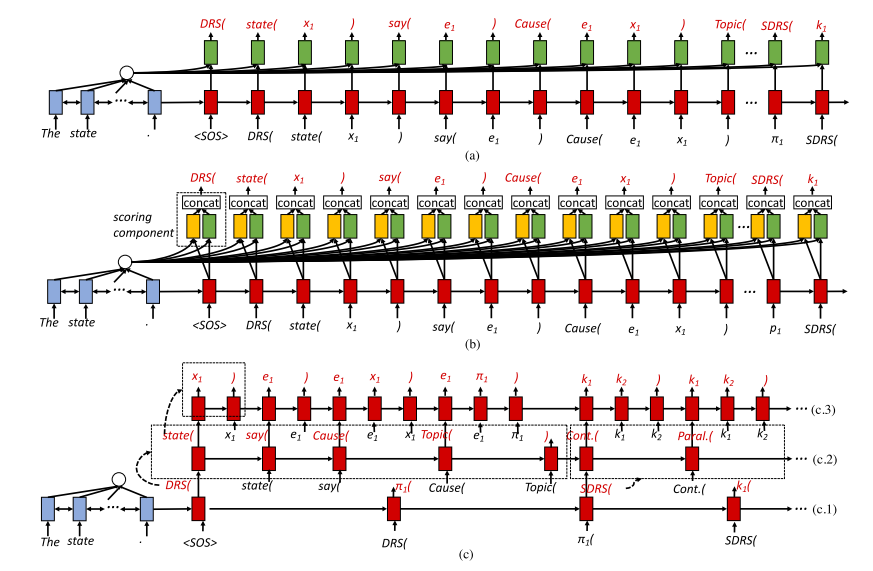 DRS( state( x1 ) say( e1 ) Cause( e1 x1 ) Topic( SDRS( k1
... ...
The state . <SOS> DRS( state( x1 ) say( e1 ) Cause( e1 x1 ) π1 SDRS(
(a)
DRS( state( x1 ) say( e1 ) Cause( e1 x1 ) Topic( SDRS( k1
concat concat concat concat concat concat concat concat concat concat concat concat concat concat
scoring
component
...
... ...
The state . <SOS> DRS( state( x1 ) say( e1 ) Cause( e1 x1 ) p1 SDRS(
(b)
x1 ) e1 ) e1 x1 ) e1 π1 ) k1 k2 ) k1 k2 )
... (c.3)
x1 e1 e1 x1 e1 π1 k1 k2 k1 k2
state( say( Cause( Topic( ) Cont.( Paral.(
... (c.2)
DRS( state( say( Cause( Topic( SDRS( Cont.(
π1( k1(
... ... (c.1)
The state . <SOS> DRS( π1( SDRS(
(c)